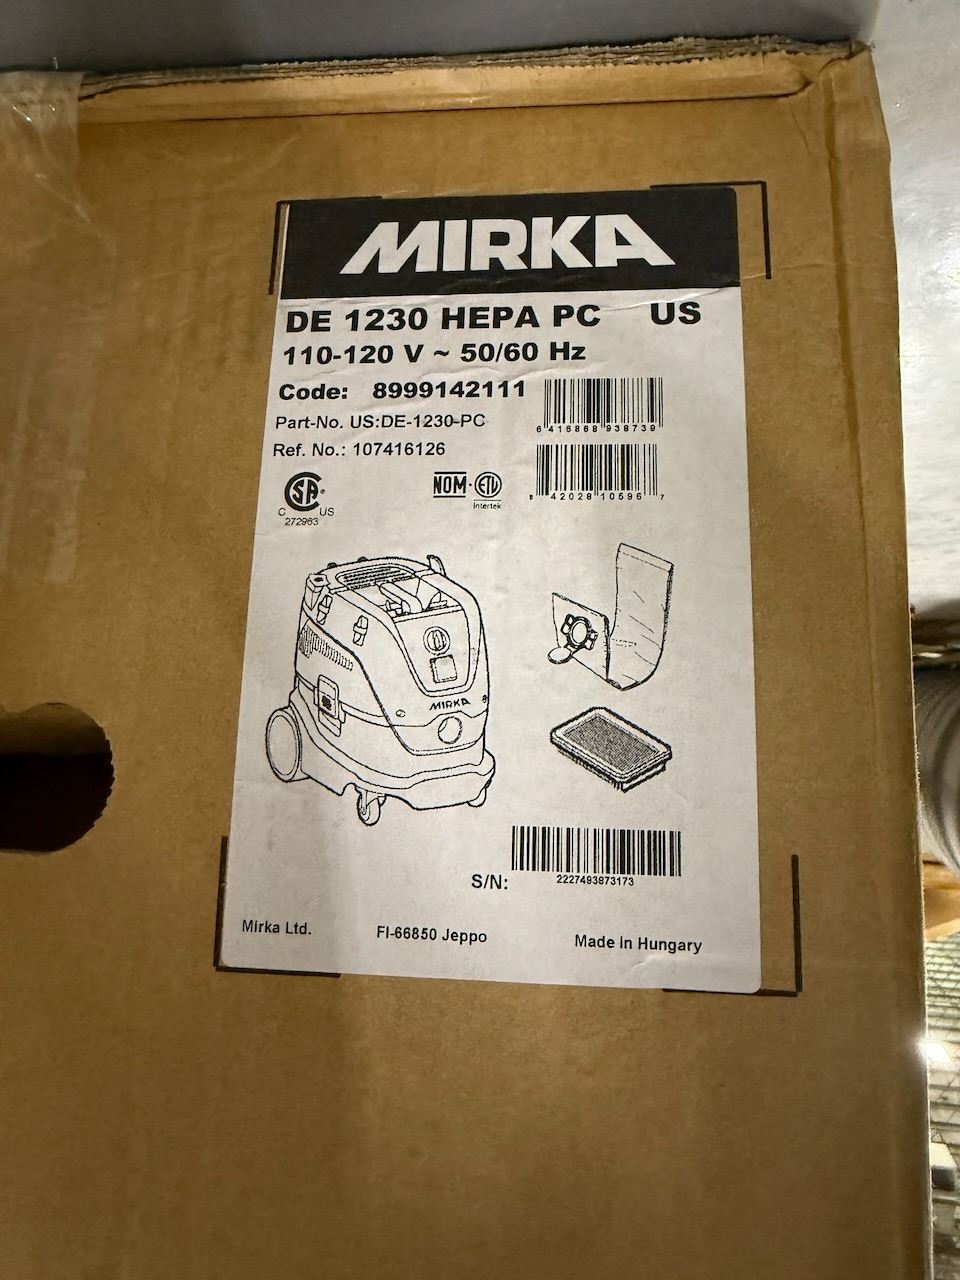 MIRKA
DE 1230 HEPA PC US
110-120 V ~ 50/60 Hz
Code: 8999142111
6 416868 938739
Part-No. US:DE-1230-PC
Ref. No.: 107416126
8 42028 10596 7
CSA®
C US
272963
NOM · ETL
Intertek
MIRKA
S/N:
2227493873173
Mirka Ltd. FI-66850 Jeppo Made in Hungary